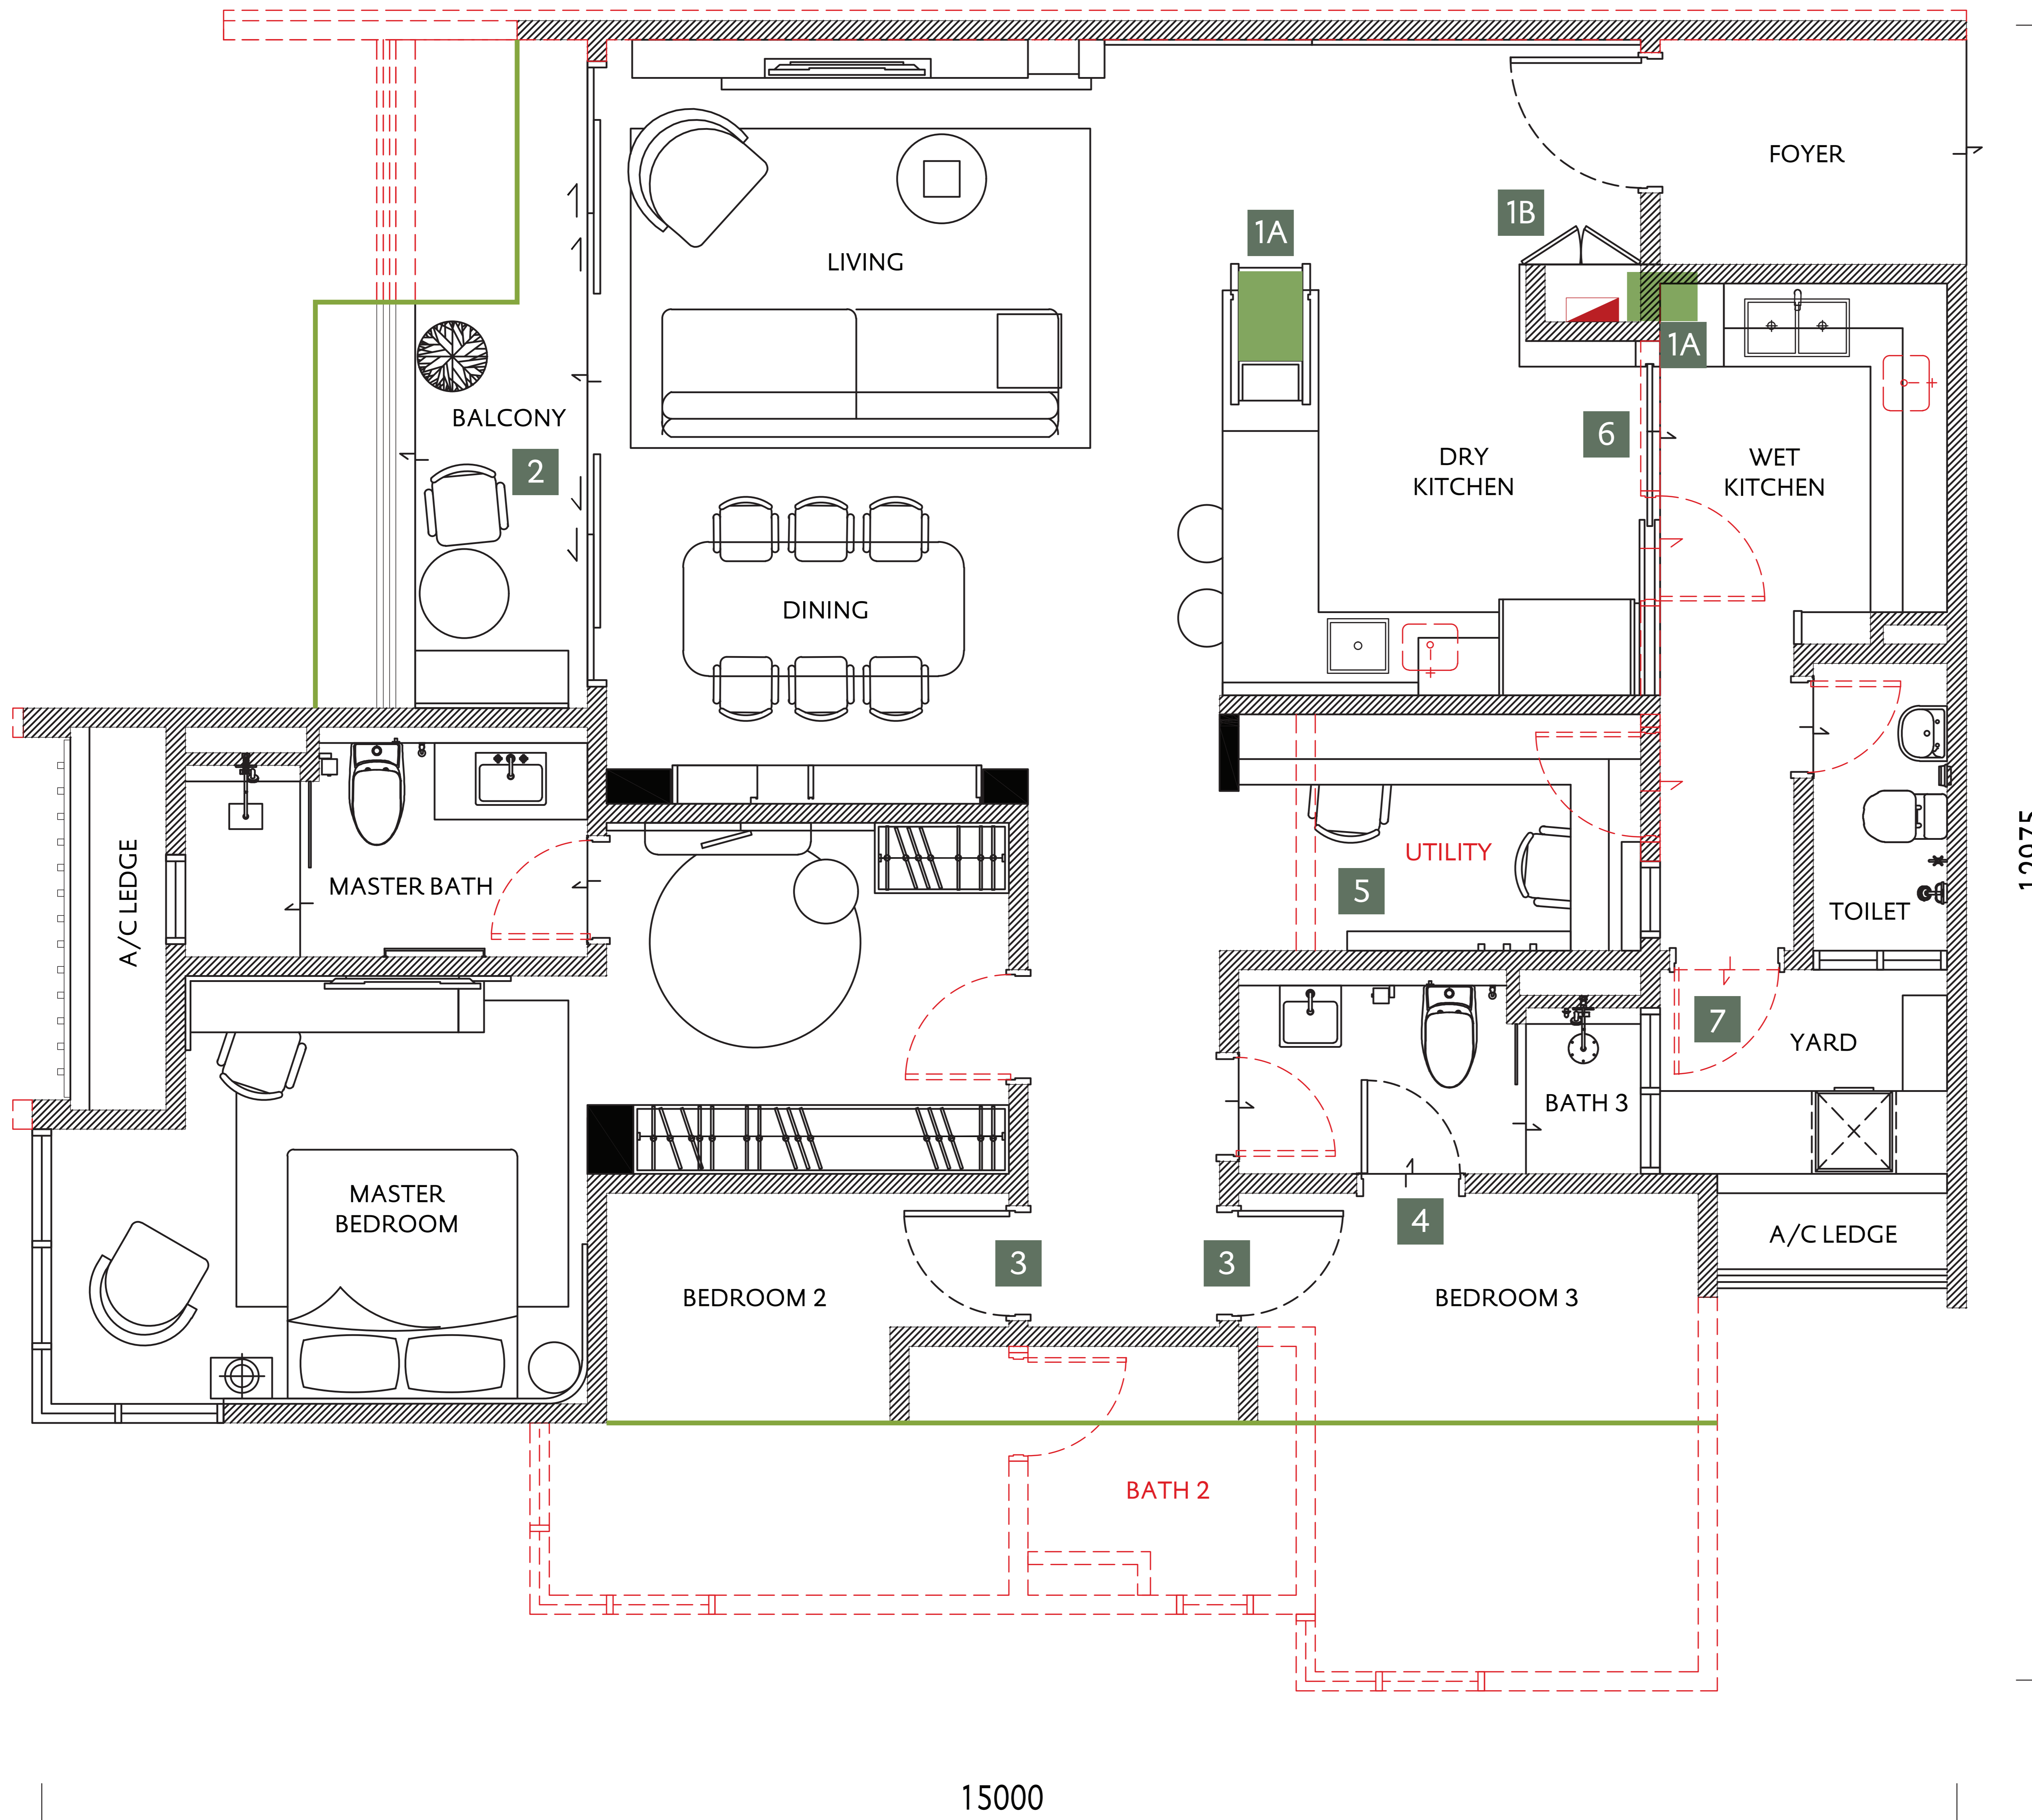 FOYER
1B
1A
LIVING
1A
BALCONY
2
6
DRY
KITCHEN
WET
KITCHEN
DINING
12975
A/C LEDGE
MASTER BATH
UTILITY
5
TOILET
7
YARD
BATH 3
MASTER
BEDROOM
4
A/C LEDGE
3
3
BEDROOM 2
BEDROOM 3
BATH 2
15000